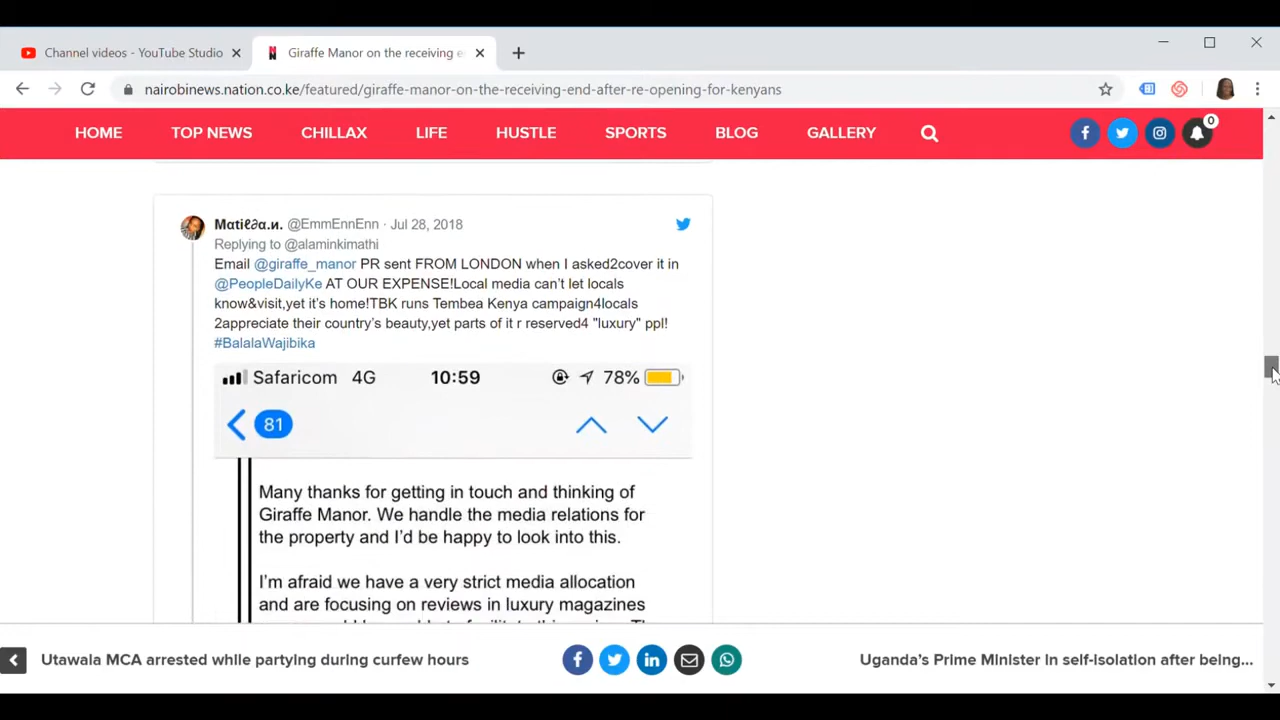 Channel videos - YouTube Studio
Giraffe Manor on the receiving e
nairobinews.nation.co.ke/featured/giraffe-manor-on-the-receiving-end-after-re-opening-for-kenyans
HOME TOP NEWS CHILLAX LIFE HUSTLE SPORTS BLOG GALLERY 0
Mαtiℓ∂α.и. @EmmEnnEnn · Jul 28, 2018
Replying to @alaminkimathi
Email @giraffe_manor PR sent FROM LONDON when I asked2cover it in
@PeopleDailyKe AT OUR EXPENSE!Local media can't let locals
know&visit,yet it's home!TBK runs Tembea Kenya campaign4locals
2appreciate their country's beauty,yet parts of it r reserved4 "luxury" ppl!
#BalalaWajibika
Safaricom 4G 10:59 78%
81
Many thanks for getting in touch and thinking of
Giraffe Manor. We handle the media relations for
the property and I'd be happy to look into this.
I'm afraid we have a very strict media allocation
and are focusing on reviews in luxury magazines
Utawala MCA arrested while partying during curfew hours
Uganda's Prime Minister in self-isolation after being...